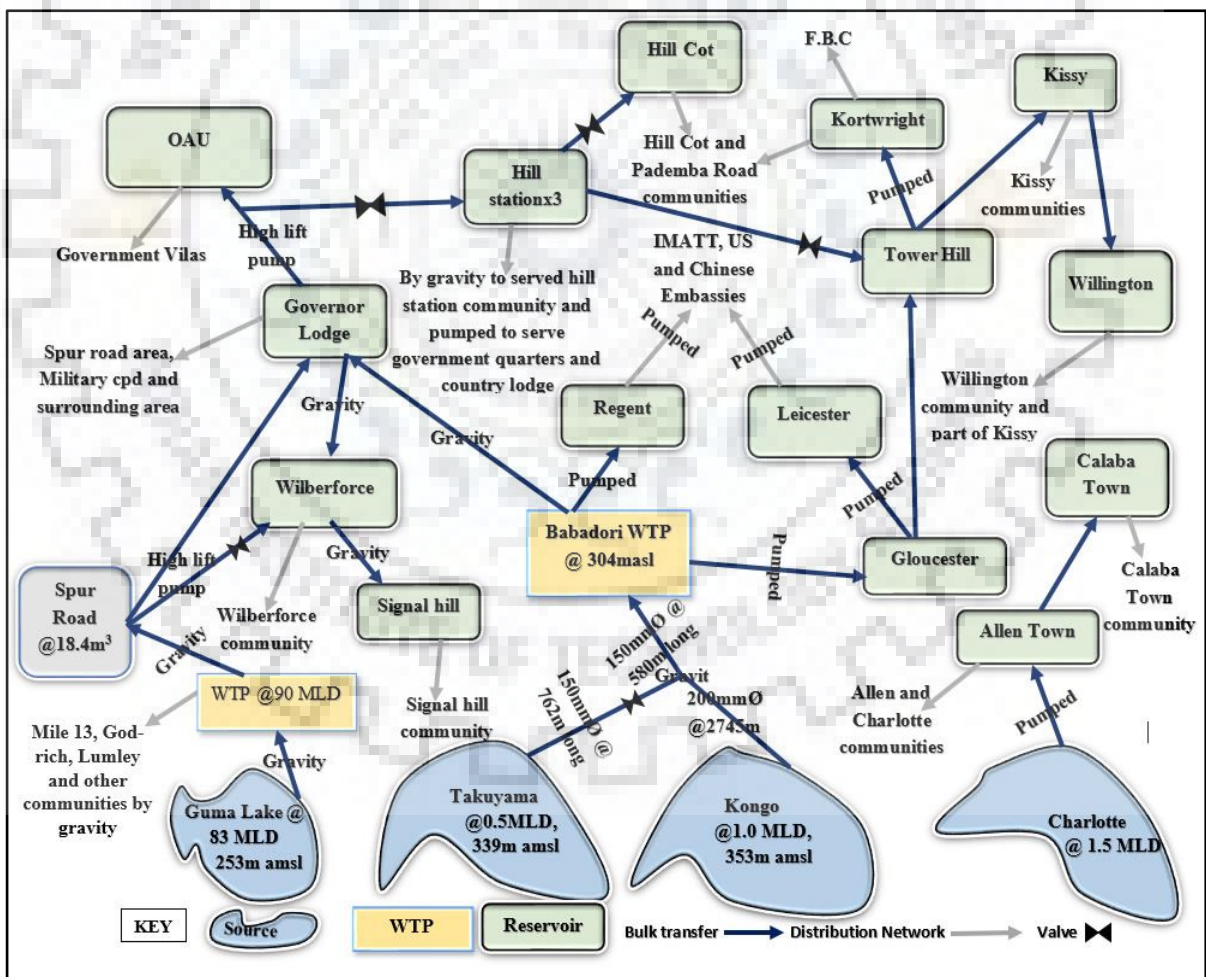 Hill Cot
F.B.C
Kissy
OAU
Kortwright
Hill
stationx3
Hill Cot and
Pademba Road
communities
Pumped
Kissy
communities
Government Vilas
High lift
pump
IMATT, US
and Chinese
Embassies
Tower Hill
Willington
By gravity to served hill
station community and
pumped to serve
government quarters and
country lodge
Governor
Lodge
Pumped
Pumped
Spur road area,
Military cpd and
surrounding area
Gravity
Gravity
Regent
Leicester
Willington
community and
part of Kissy
Wilberforce
Pumped
Pumped
Calaba
Town
High lift
pump
Gravity
Babadori WTP
@ 304masl
Pumped
Gloucester
Spur
Road
@18.4m³
Wilberforce
community
Signal hill
Calaba
Town
community
Allen Town
Gravity
150mmØ @
580m long
Gravit
WTP @90 MLD
Signal hill
community
150mmØ @
762m long
200mmØ
@2745m
Allen and
Charlotte
communities
Pumped
Mile 13, God-
rich, Lumley
and other
communities by
gravity
Gravity
Guma Lake @
83 MLD
253m amsl
Takuyama
@0.5MLD,
339m amsl
Kongo
@1.0 MLD,
353m amsl
Charlotte
@ 1.5 MLD
KEY
Source
WTP
Reservoir
Bulk transfer
Distribution Network
Valve